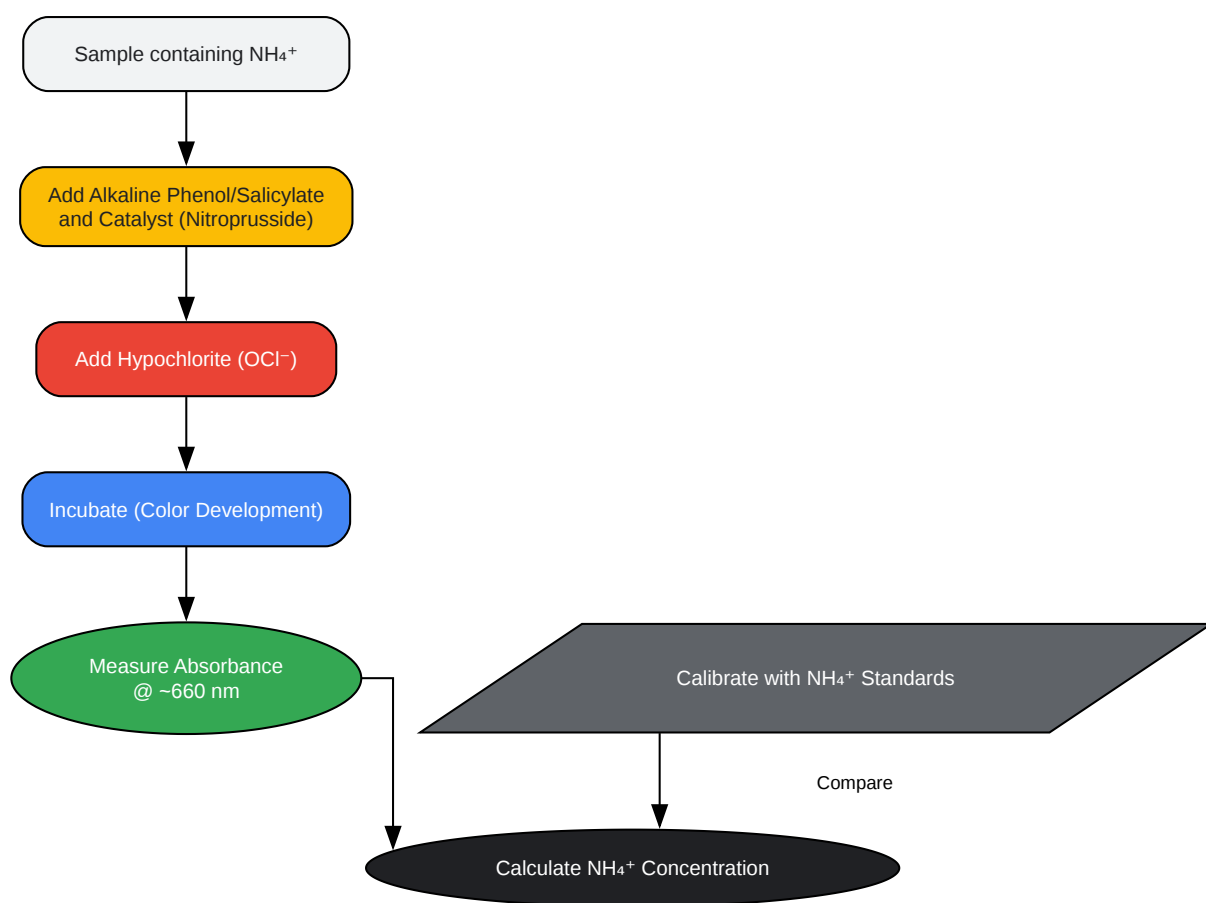 Sample containing NH₄⁺
Add Alkaline Phenol/Salicylate
and Catalyst (Nitroprusside)
Add Hypochlorite (OCl⁻)
Incubate (Color Development)
Measure Absorbance
@ ~660 nm
Calibrate with NH₄⁺ Standards
Compare
Calculate NH₄⁺ Concentration